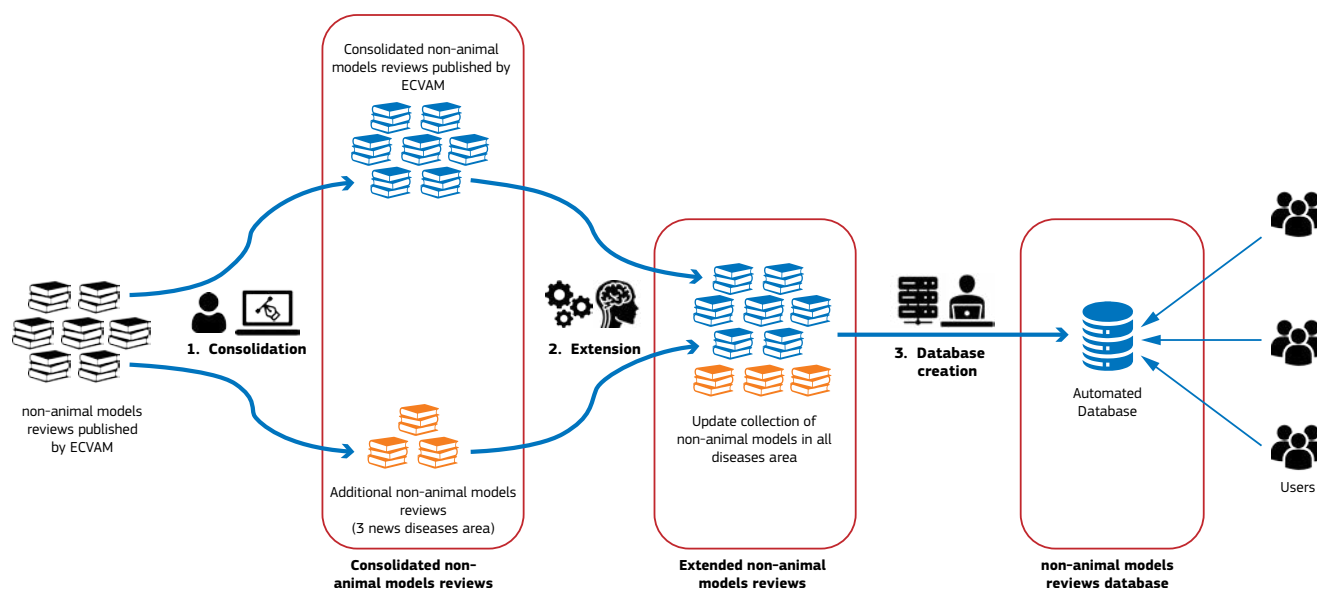 non-animal models
reviews published
by ECVAM
1. Consolidation
Consolidated non-animal
models reviews published by
ECVAM
Additional non-animal models
reviews
(3 news diseases area)
Consolidated non-
animal models reviews
2. Extension
Update collection of
non-animal models in all
diseases area
Extended non-animal
models reviews
3. Database
creation
Automated
Database
non-animal models
reviews database
Users